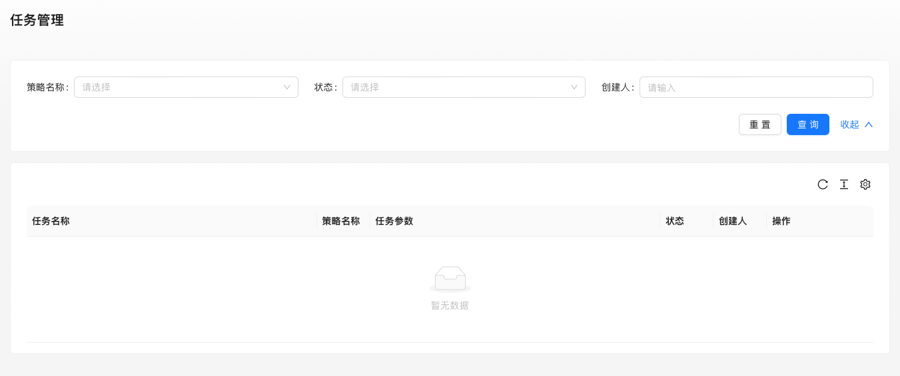 任务管理
策略名称： 请选择 状态： 请选择 创建人： 请输入
重 置 查 询 收起
任务名称 策略名称 任务参数 状态 创建人 操作
暂无数据